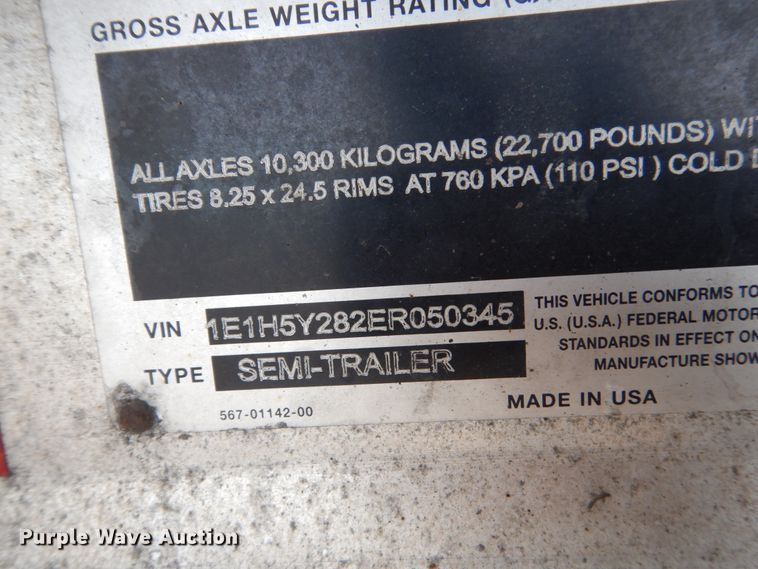 GROSS AXLE WEIGHT RATING
ALL AXLES 10,300 KILOGRAMS (22,700 POUNDS)
TIRES 8.25 x 24.5 RIMS AT 760 KPA (110 PSI ) COLD
VIN 1E1H5Y282ER050345
TYPE SEMI-TRAILER
567-01142-00
THIS VEHICLE CONFORMS TO
U.S. (U.S.A.) FEDERAL MOTOR
STANDARDS IN EFFECT ON
MANUFACTURE SHOW
MADE IN USA
Purple Wave Auction